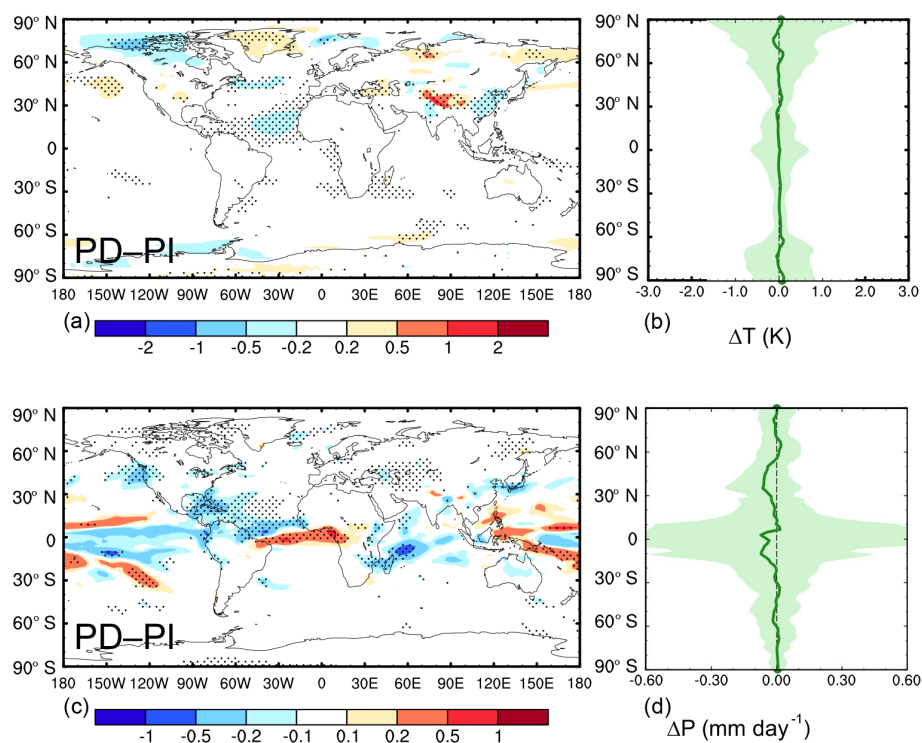 90° N
60° N
30° N
0
30° S
60° S
90° S
PD–PI
180 150W 120W 90W 60W 30W 0 30E 60E 90E 120E 150E 180
(a)
-2 -1 -0.5 -0.2 0.2 0.5 1 2
90° N
60° N
30° N
0
30° S
60° S
90° S
-3.0 -2.0 -1.0 0.0 1.0 2.0 3.0
(b)
ΔT (K)
90° N
60° N
30° N
0
30° S
60° S
90° S
PD–PI
180 150W 120W 90W 60W 30W 0 30E 60E 90E 120E 150E 180
(c)
-1 -0.5 -0.2 -0.1 0.1 0.2 0.5 1
90° N
60° N
30° N
0
30° S
60° S
90° S
-0.60 -0.30 0.00 0.30 0.60
(d)
ΔP (mm day⁻¹)